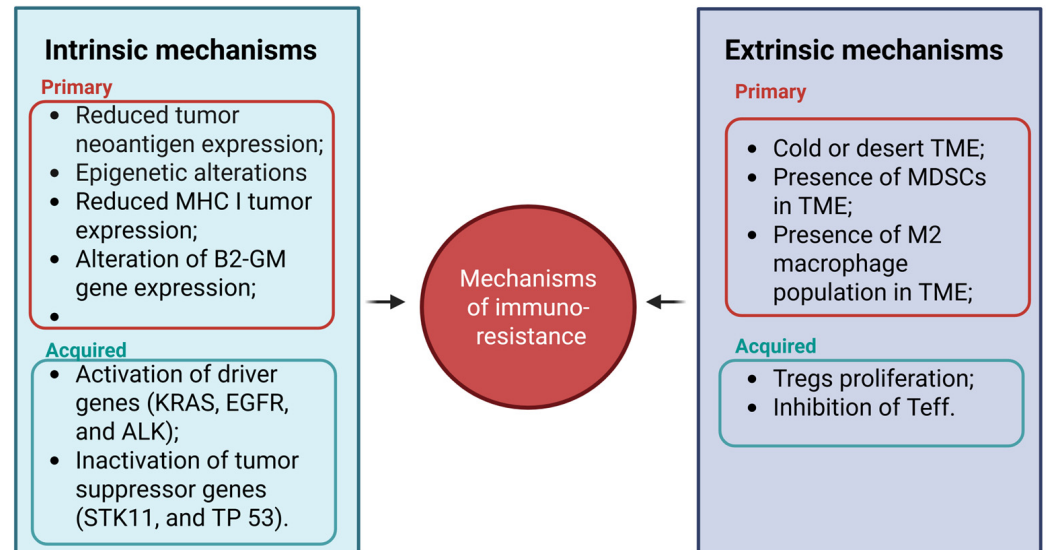 Intrinsic mechanisms
Primary
• Reduced tumor
neoantigen expression;
• Epigenetic alterations
• Reduced MHC I tumor
expression;
• Alteration of B2-GM
gene expression;
•
Acquired
• Activation of driver
genes (KRAS, EGFR,
and ALK);
• Inactivation of tumor
suppressor genes
(STK11, and TP 53).
Mechanisms
of immuno-
resistance
Extrinsic mechanisms
Primary
• Cold or desert TME;
• Presence of MDSCs
in TME;
• Presence of M2
macrophage
population in TME;
Acquired
• Tregs proliferation;
• Inhibition of Teff.